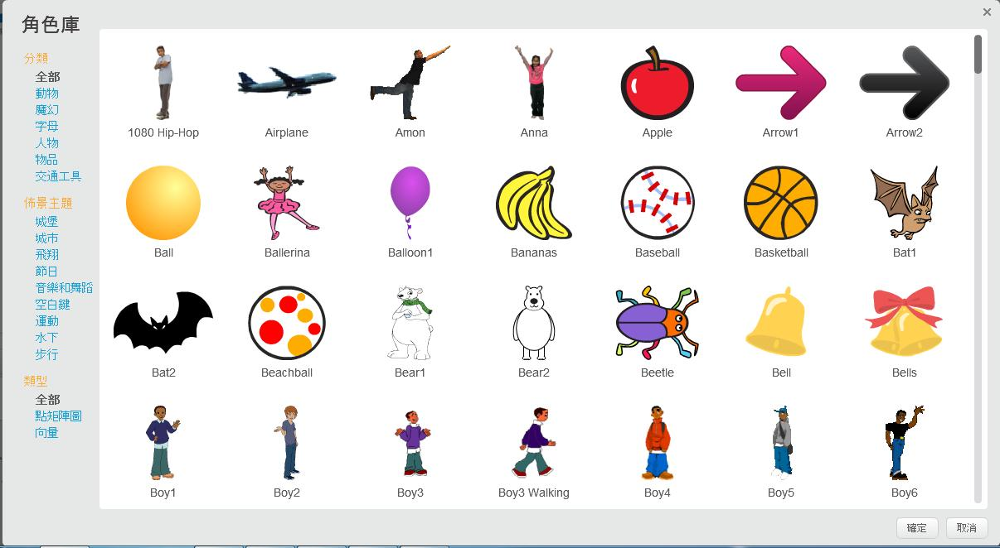 角色庫
×
分類
全部
動物
魔幻
字母
人物
物品
交通工具
佈景主題
城堡
城市
飛翔
節日
音樂和舞蹈
空白鍵
運動
水下
步行
類型
全部
點矩陣圖
向量
1080 Hip-Hop Airplane Amon Anna Apple Arrow1 Arrow2
Ball Ballerina Balloon1 Bananas Baseball Basketball Bat1
Bat2 Beachball Bear1 Bear2 Beetle Bell Bells
Boy1 Boy2 Boy3 Boy3 Walking Boy4 Boy5 Boy6
確定 取消